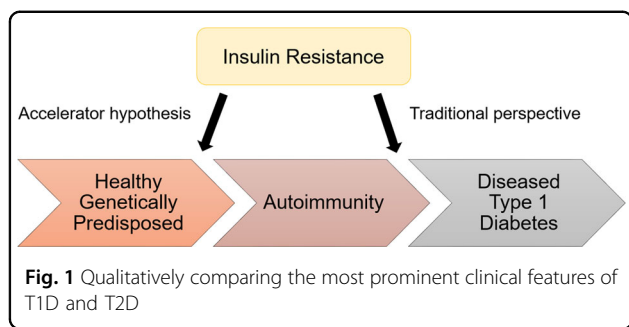 Insulin Resistance
Accelerator hypothesis
Traditional perspective
Healthy
Genetically
Predisposed
Autoimmunity
Diseased
Type 1
Diabetes
Fig. 1 Qualitatively comparing the most prominent clinical features of
T1D and T2D